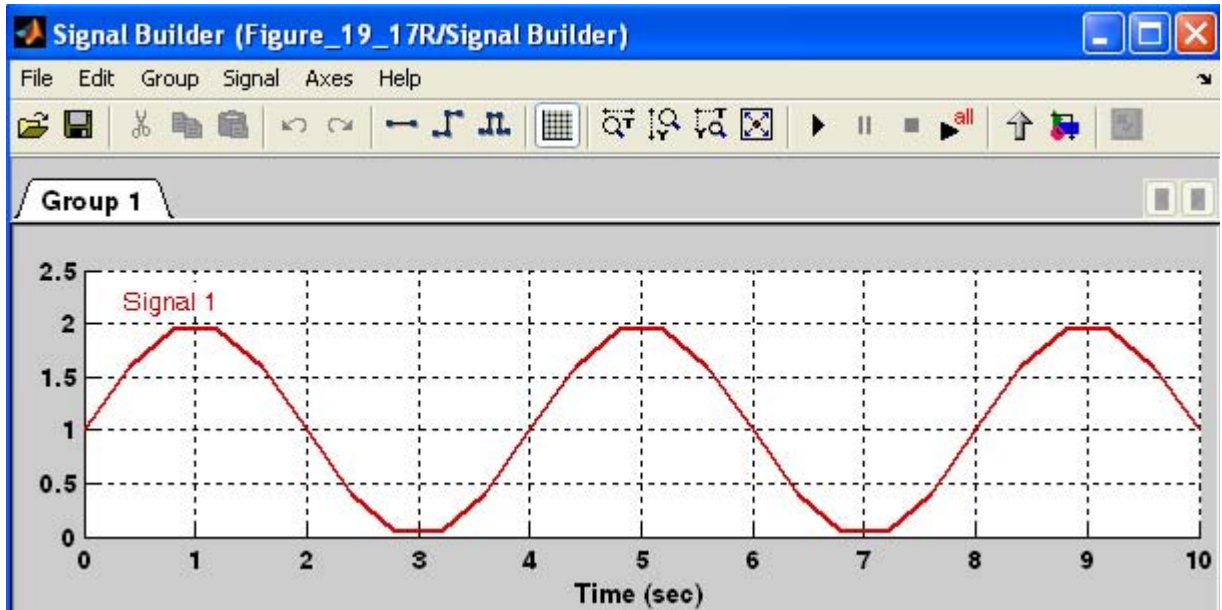 Signal Builder (Figure_19_17R/Signal Builder)
File Edit Group Signal Axes Help
all
Group 1
2.5
Signal 1
2
1.5
1
0.5
0
0 1 2 3 4 5 6 7 8 9 10
Time (sec)